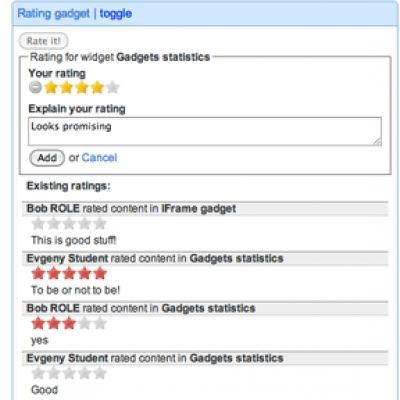 Rating gadget | toggle
Rate it!
Rating for widget Gadgets statistics
Your rating
Explain your rating
Looks promising
Add or Cancel
Existing ratings:
Bob ROLE rated content in IFrame gadget
This is good stuff!
Evgeny Student rated content in Gadgets statistics
To be or not to be!
Bob ROLE rated content in Gadgets statistics
yes
Evgeny Student rated content in Gadgets statistics
Good